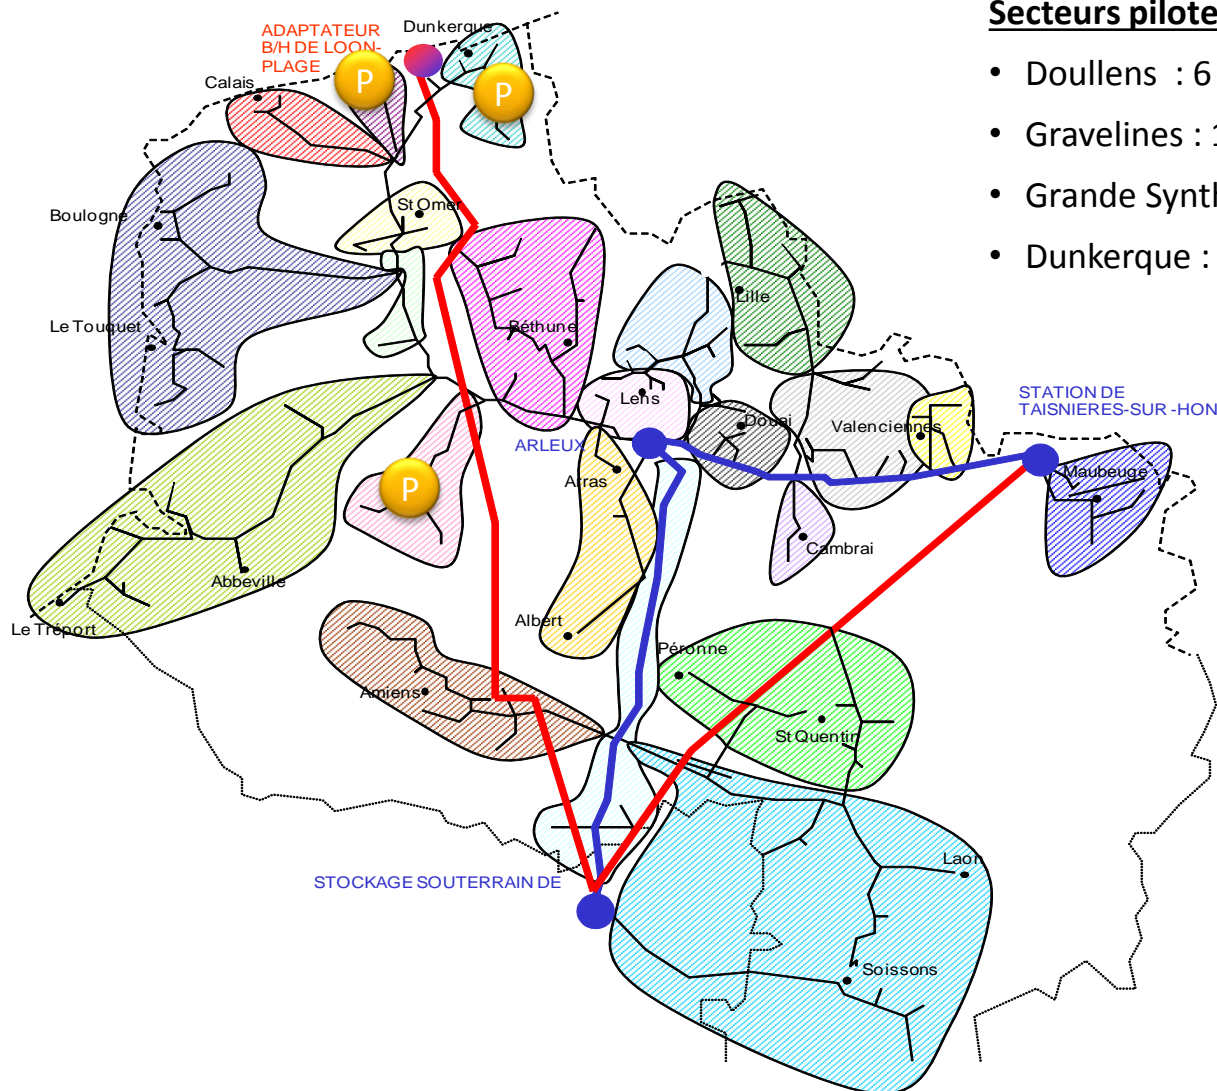 Secteurs pilote
• Doullens : 6
• Gravelines : 1
• Grande Synth
• Dunkerque :
ADAPTATEUR
B/H DE LOON-
PLAGE
Dunkerque
P
P
Calais
Boulogne
St Omer
Le Touquet
Béthune
Lille
Lens
Douai
Valenciennes
STATION DE
TAISNIERES-SUR -HON
ARLEUX
Maubeuge
Arras
P
Cambrai
Abbeville
Le Tréport
Albert
Péronne
Amiens
St Quentin
Laon
STOCKAGE SOUTERRAIN DE
Soissons